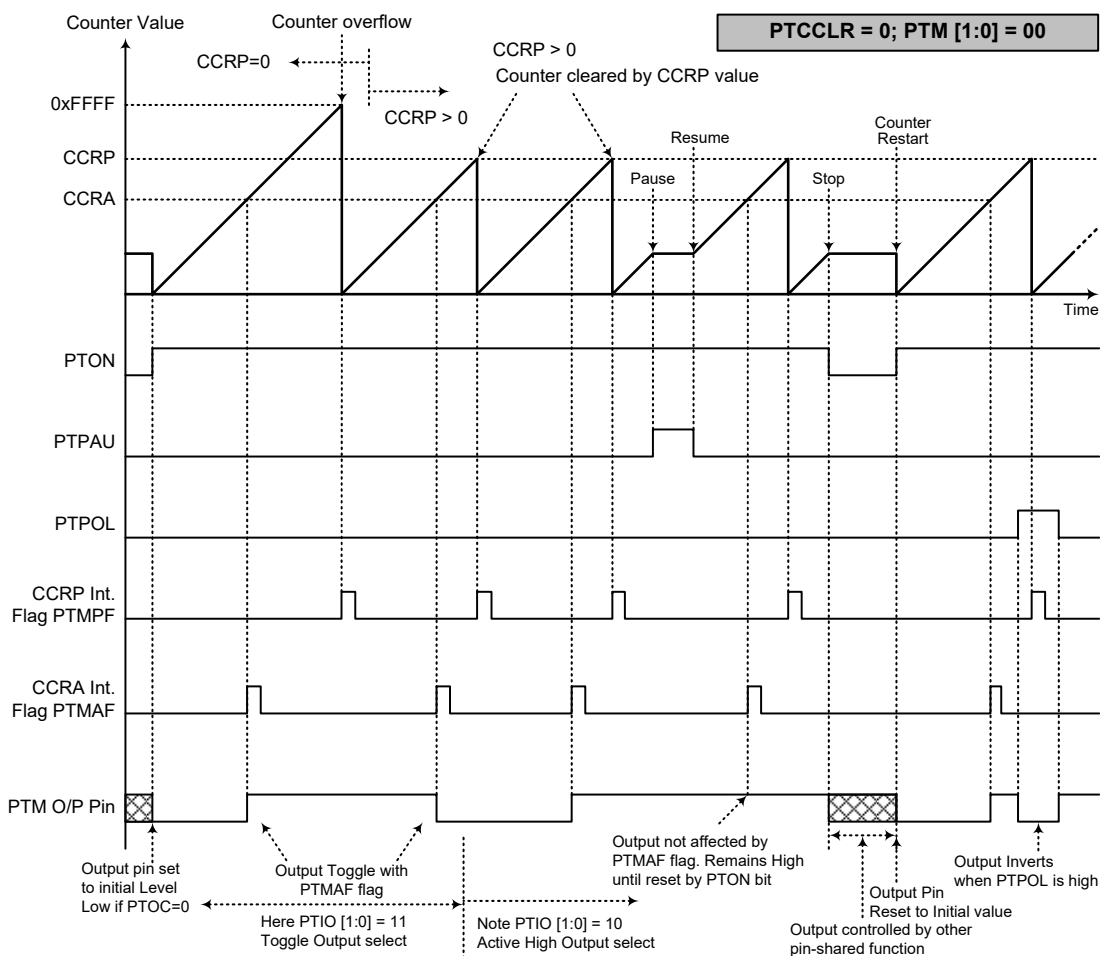 Counter Value
Counter overflow
PTCCLR = 0; PTM [1:0] = 00
CCRP=0
CCRP > 0
CCRP > 0
Counter cleared by CCRP value
0xFFFF
CCRP
CCRA
Pause
Resume
Stop
Counter
Restart
Time
PTON
PTPAU
PTPOL
CCRP Int.
Flag PTMPF
CCRA Int.
Flag PTMAF
PTM O/P Pin
Output pin set
to initial Level
Low if PTOC=0
Output Toggle with
PTMAF flag
Here PTIO [1:0] = 11
Toggle Output select
Note PTIO [1:0] = 10
Active High Output select
Output not affected by
PTMAF flag. Remains High
until reset by PTON bit
Output Pin
Reset to Initial value
Output controlled by other
pin-shared function
Output Inverts
when PTPOL is high